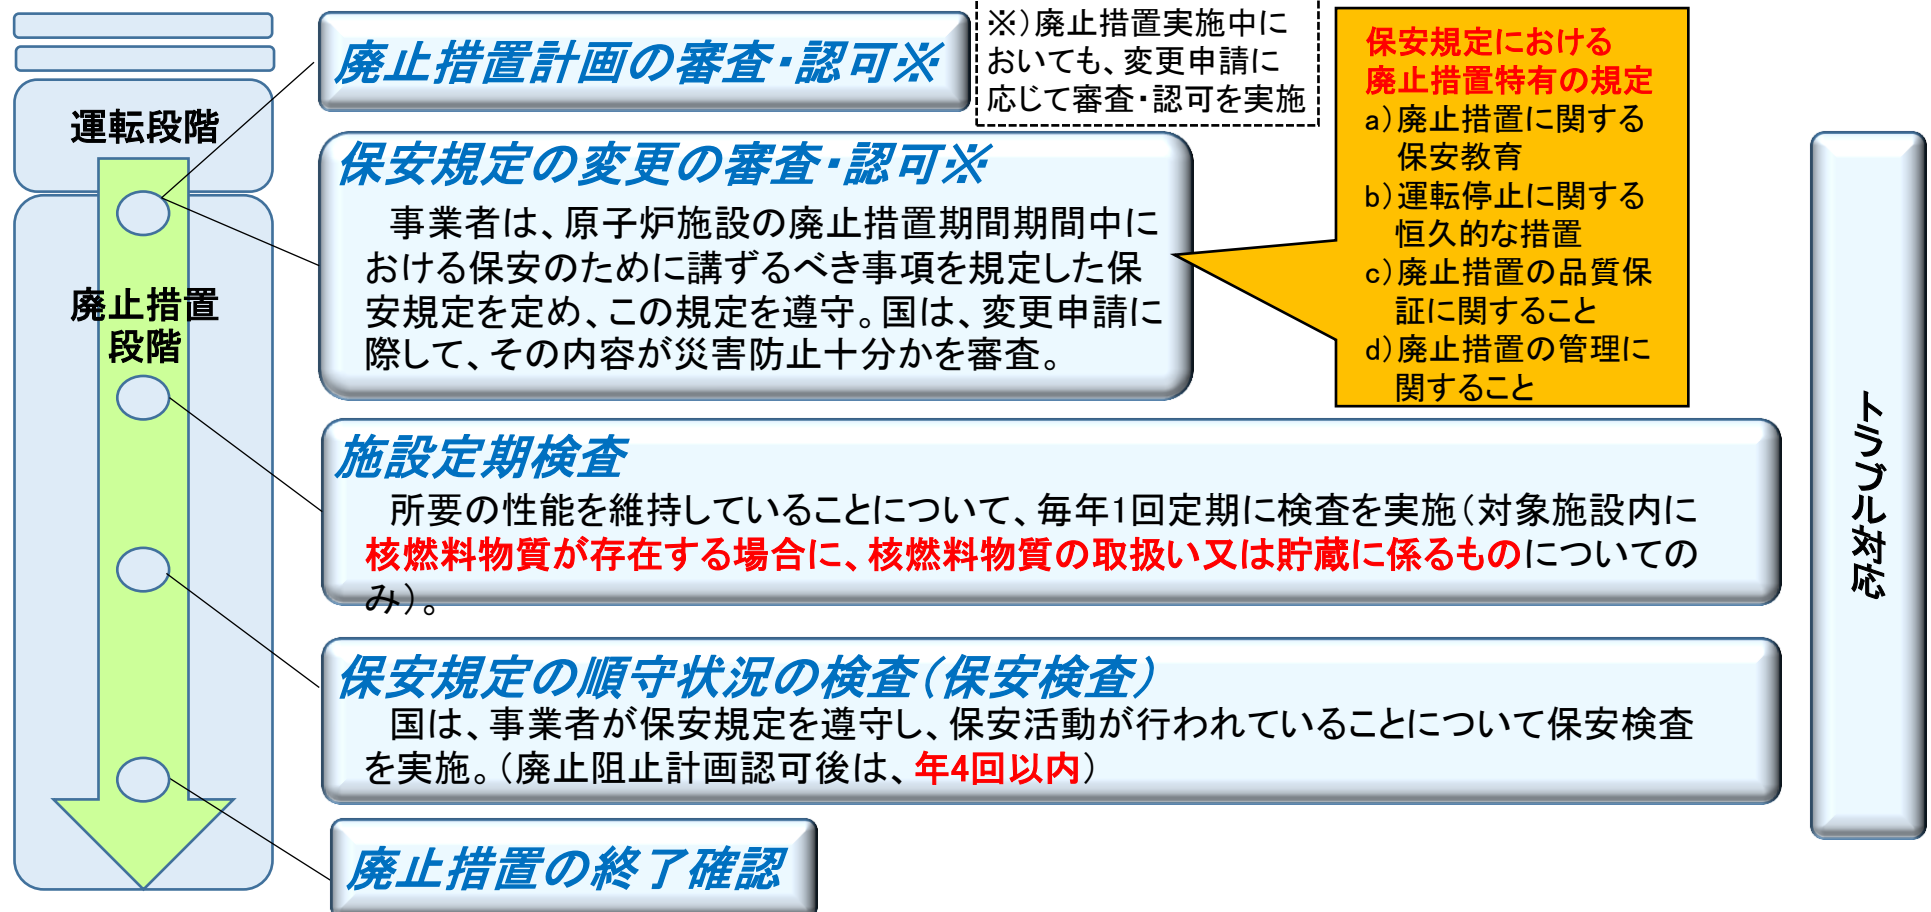 運転段階
廃止措置
段階
廃止措置計画の審査・認可※
※）廃止措置実施中に
おいても、変更申請に
応じて審査・認可を実施
保安規定の変更の審査・認可※
事業者は、原子炉施設の廃止措置期間期間中に
おける保安のために講ずるべき事項を規定した保
安規定を定め、この規定を遵守。国は、変更申請に
際して、その内容が災害防止十分かを審査。
保安規定における
廃止措置特有の規定
a）廃止措置に関する
保安教育
b）運転停止に関する
恒久的な措置
c）廃止措置の品質保
証に関すること
d）廃止措置の管理に
関すること
施設定期検査
所要の性能を維持していることについて、毎年1回定期に検査を実施（対象施設内に
核燃料物質が存在する場合に、核燃料物質の取扱い又は貯蔵に係るものについての
み）。
保安規定の順守状況の検査（保安検査）
国は、事業者が保安規定を遵守し、保安活動が行われていることについて保安検査
を実施。（廃止阻止計画認可後は、年4回以内）
廃止措置の終了確認
トラブル対応